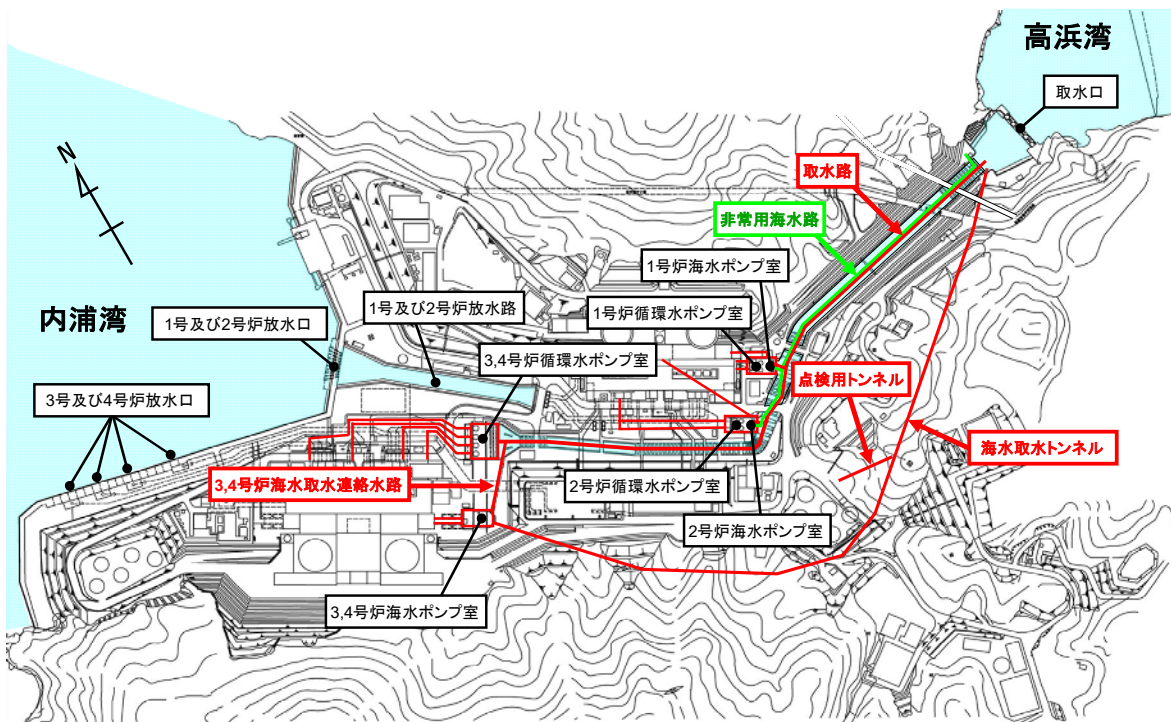 高浜湾
取水口
N
取水路
非常用海水路
1号炉海水ポンプ室
1号炉循環水ポンプ室
内浦湾
1号及び2号炉放水口
1号及び2号炉放水路
3,4号炉循環水ポンプ室
点検用トンネル
3号及び4号炉放水口
海水取水トンネル
3,4号炉海水取水連絡水路
2号炉循環水ポンプ室
2号炉海水ポンプ室
3,4号炉海水ポンプ室